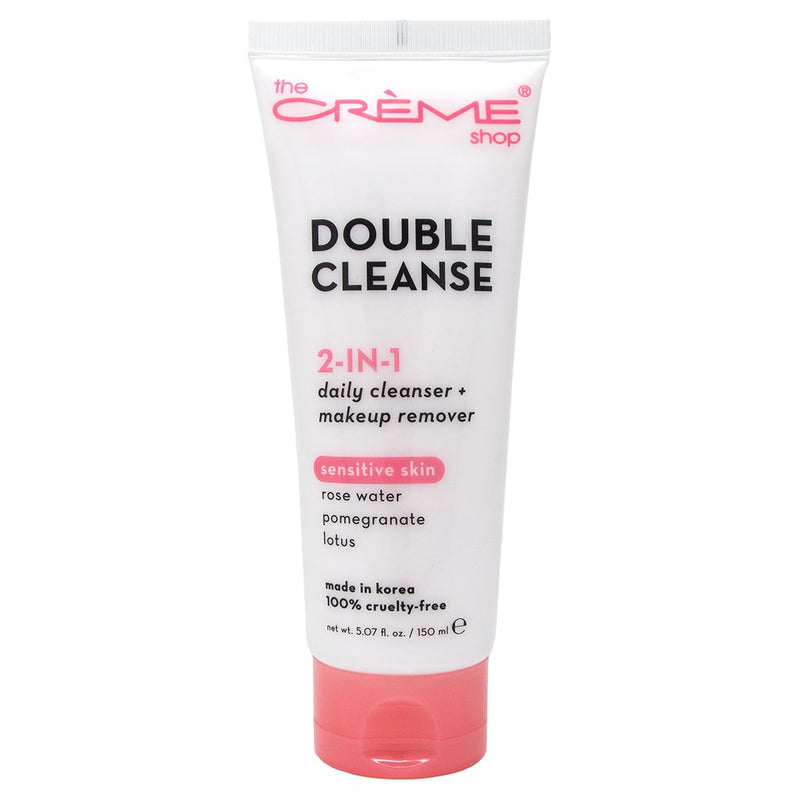 the
CRÈME®
shop
DOUBLE
CLEANSE
2-IN-1
daily cleanser +
makeup remover
sensitive skin
rose water
pomegranate
lotus
made in korea
100% cruelty-free
net wt. 5.07 fl. oz. / 150 ml ℮